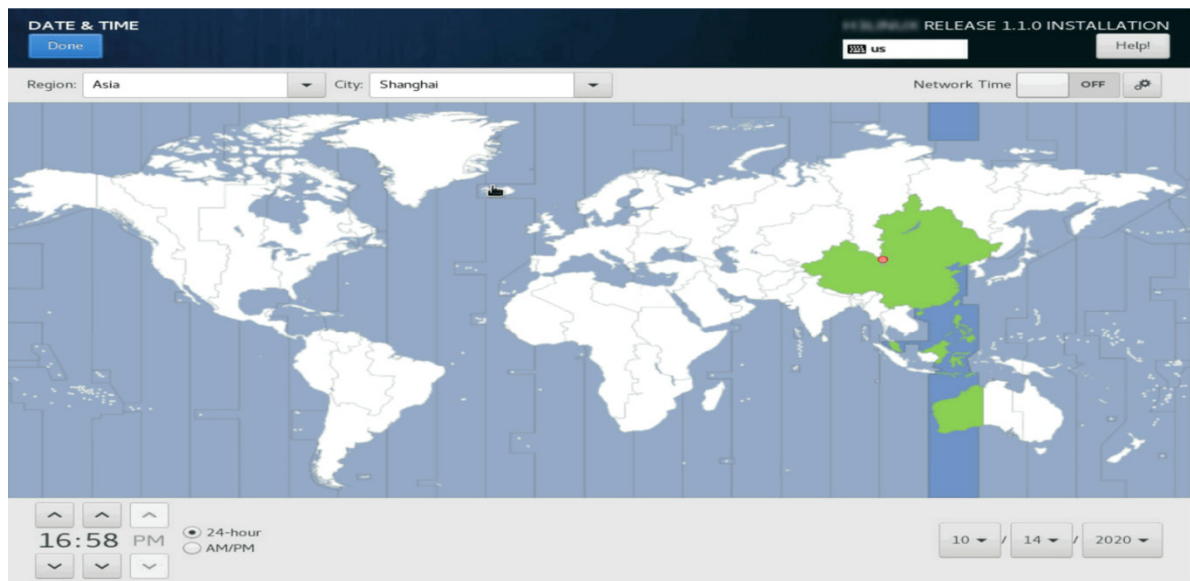 DATE & TIME
RELEASE 1.1.0 INSTALLATION
Done
us
Help!
Region: Asia City: Shanghai Network Time OFF
16:58 PM
24-hour
AM/PM
10 / 14 / 2020